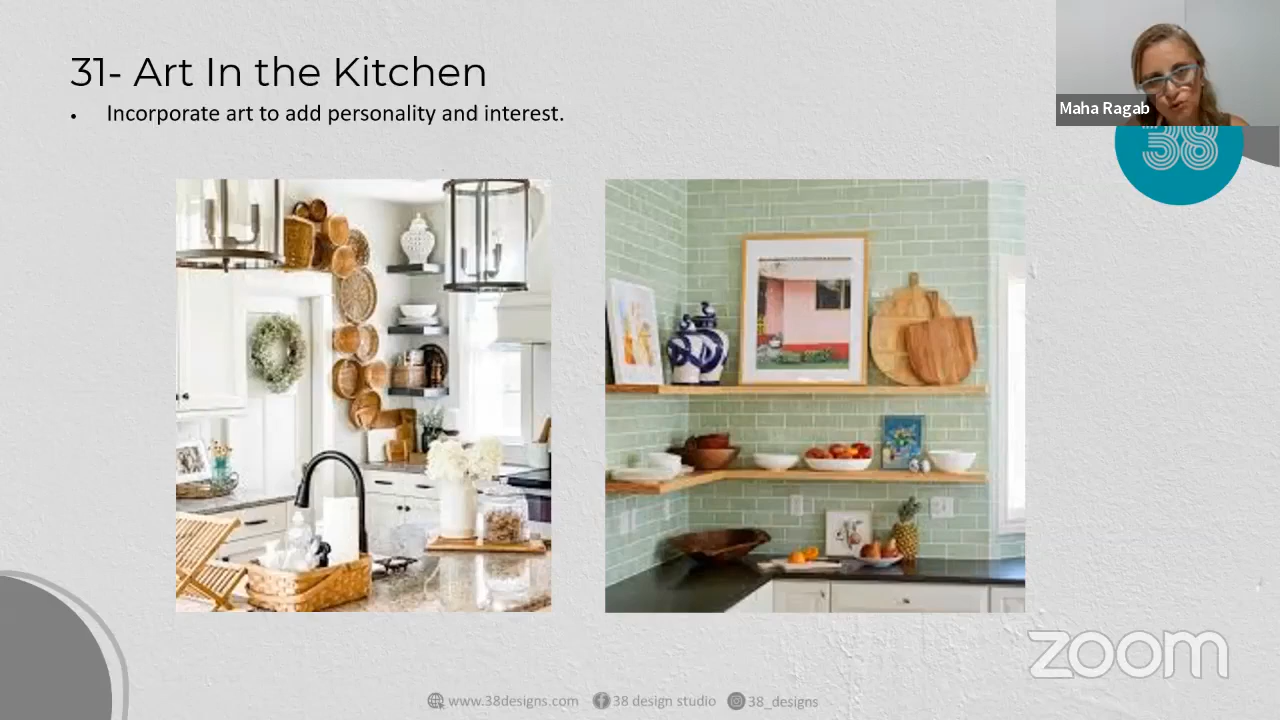 31- Art In the Kitchen
• Incorporate art to add personality and interest.
Maha Ragab
38
zoom
www.38designs.com 38 design studio 38_designs